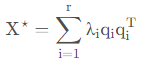 X⋆ = ∑_{i=1}^{r} λ_i q_i q_i^T